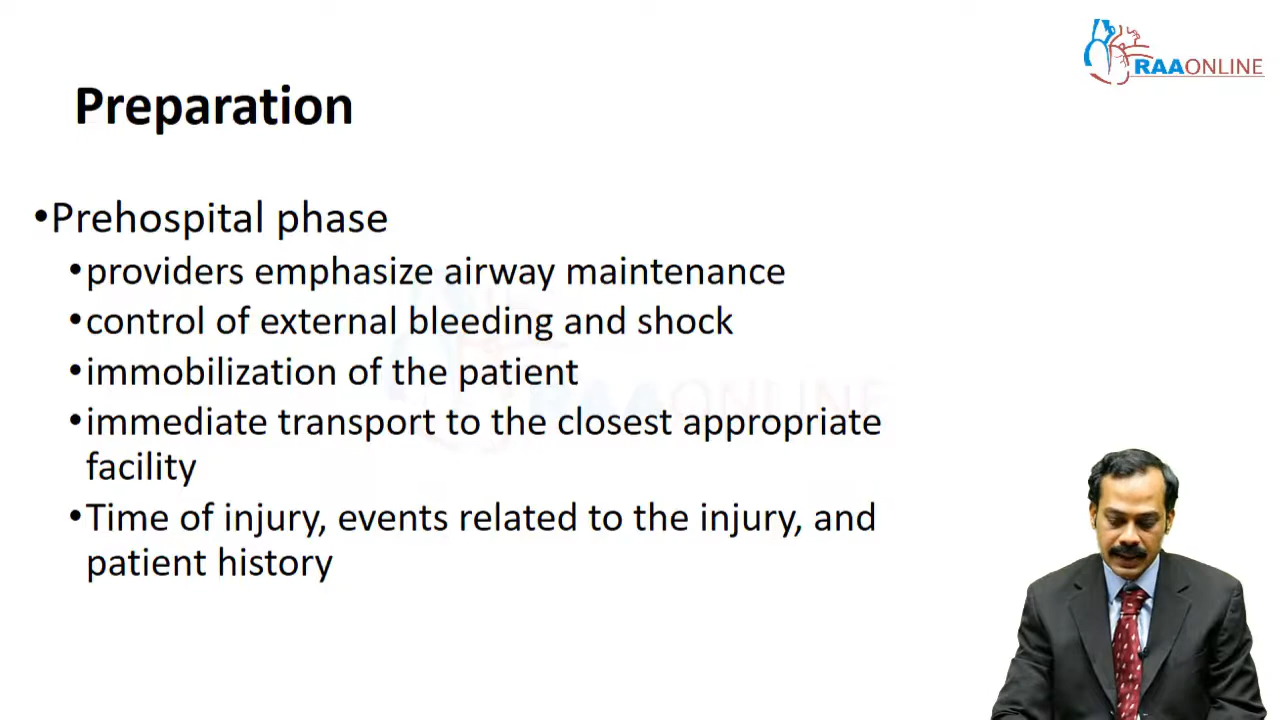 RAAONLINE
Preparation
•Prehospital phase
•providers emphasize airway maintenance
•control of external bleeding and shock
•immobilization of the patient
•immediate transport to the closest appropriate
facility
•Time of injury, events related to the injury, and
patient history
RAAONLINE